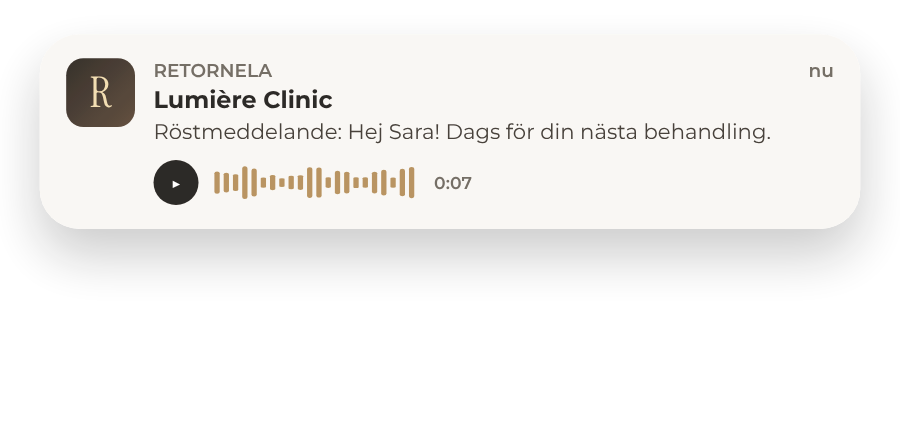 R
RETORNELA
nu
Lumière Clinic
Röstmeddelande: Hej Sara! Dags för din nästa behandling.
0:07